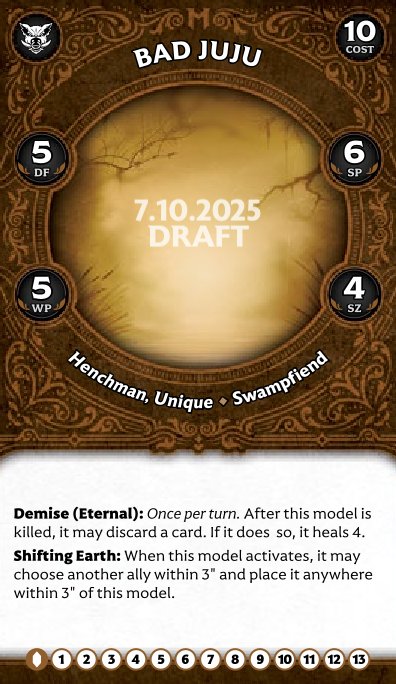 BAD JUJU
10
COST
5
DF
6
SP
7.10.2025
DRAFT
5
WP
4
SZ
Henchman, Unique ◆ Swampfiend
Demise (Eternal): Once per turn. After this model is
killed, it may discard a card. If it does so, it heals 4.
Shifting Earth: When this model activates, it may
choose another ally within 3" and place it anywhere
within 3" of this model.
1 2 3 4 5 6 7 8 9 10 11 12 13